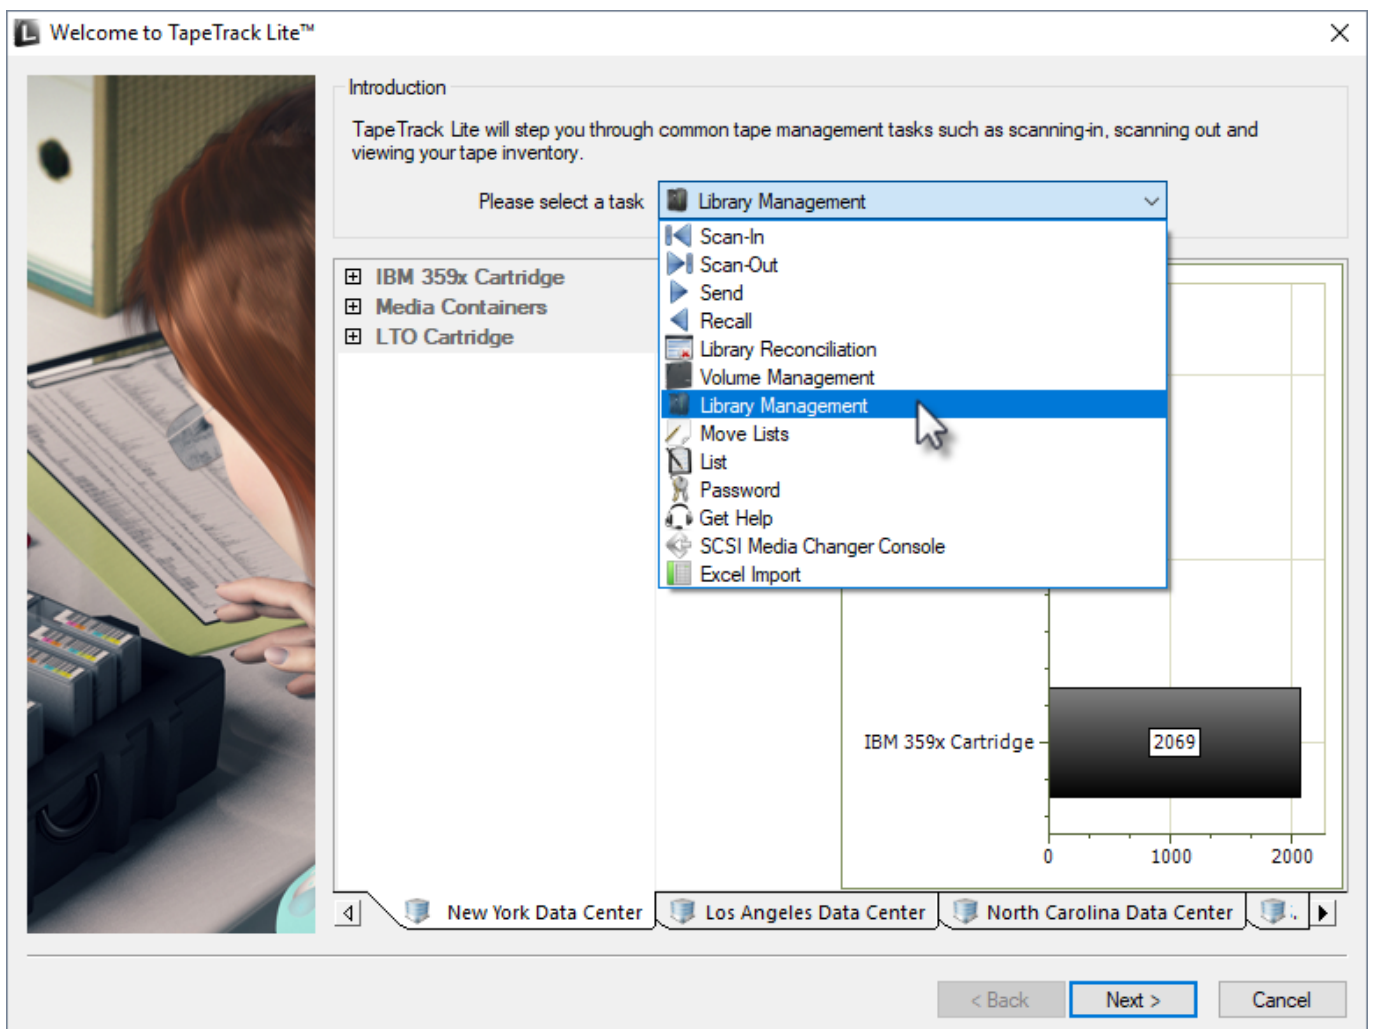 Welcome to TapeTrack Lite™
Introduction
TapeTrack Lite will step you through common tape management tasks such as scanning-in, scanning out and
viewing your tape inventory.
Please select a task
Library Management
Scan-In
Scan-Out
Send
Recall
Library Reconciliation
Volume Management
Library Management
Move Lists
List
Password
Get Help
SCSI Media Changer Console
Excel Import
IBM 359x Cartridge
Media Containers
LTO Cartridge
IBM 359x Cartridge
2069
0 1000 2000
New York Data Center
Los Angeles Data Center
North Carolina Data Center
< Back
Next >
Cancel